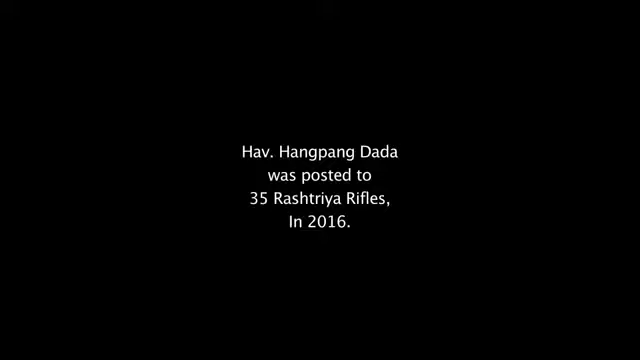 Hav. Hangpang Dada
was posted to
35 Rashtriya Rifles,
In 2016.